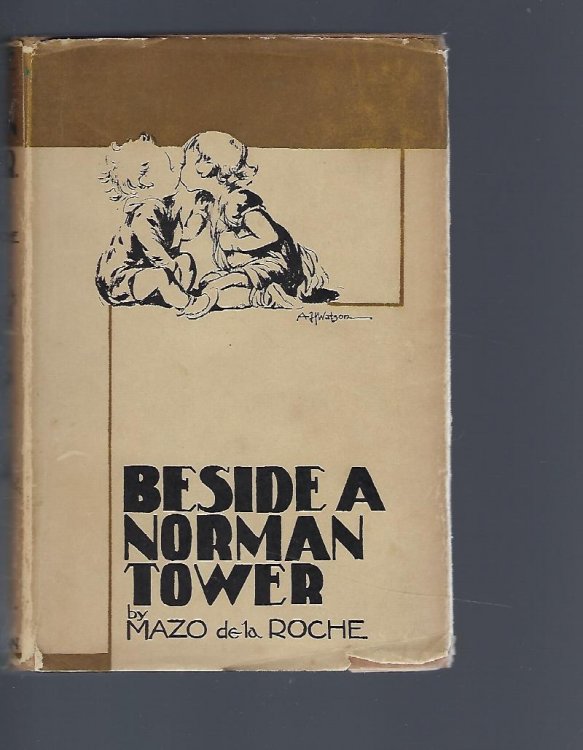 A H Watson
BESIDE A
NORMAN
TOWER
by
MAZO de la ROCHE